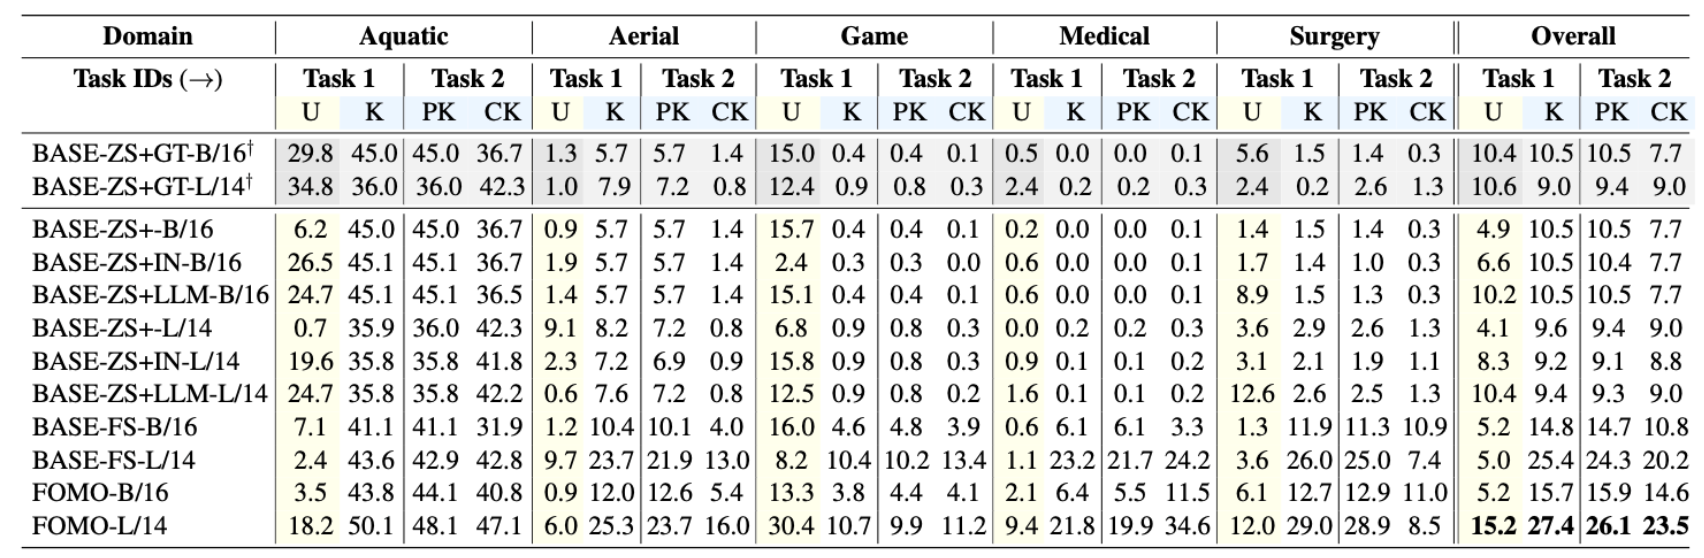 Domain Aquatic Aerial Game Medical Surgery Overall
Task IDs (→) Task 1 Task 2 Task 1 Task 2 Task 1 Task 2 Task 1 Task 2 Task 1 Task 2 Task 1 Task 2
U K PK CK U K PK CK U K PK CK U K PK CK U K PK CK U K PK CK
BASE-ZS+GT-B/16† 29.8 45.0 45.0 36.7 1.3 5.7 5.7 1.4 15.0 0.4 0.4 0.1 0.5 0.0 0.0 0.1 5.6 1.5 1.4 0.3 10.4 10.5 10.5 7.7
BASE-ZS+GT-L/14† 34.8 36.0 36.0 42.3 1.0 7.9 7.2 0.8 12.4 0.9 0.8 0.3 2.4 0.2 0.2 0.3 2.4 0.2 2.6 1.3 10.6 9.0 9.4 9.0
BASE-ZS+-B/16 6.2 45.0 45.0 36.7 0.9 5.7 5.7 1.4 15.7 0.4 0.4 0.1 0.2 0.0 0.0 0.1 1.4 1.5 1.4 0.3 4.9 10.5 10.5 7.7
BASE-ZS+IN-B/16 26.5 45.1 45.1 36.7 1.9 5.7 5.7 1.4 2.4 0.3 0.3 0.0 0.6 0.0 0.0 0.1 1.7 1.4 1.0 0.3 6.6 10.5 10.4 7.7
BASE-ZS+LLM-B/16 24.7 45.1 45.1 36.5 1.4 5.7 5.7 1.4 15.1 0.4 0.4 0.1 0.6 0.0 0.0 0.1 8.9 1.5 1.3 0.3 10.2 10.5 10.5 7.7
BASE-ZS+-L/14 0.7 35.9 36.0 42.3 9.1 8.2 7.2 0.8 6.8 0.9 0.8 0.3 0.0 0.2 0.2 0.3 3.6 2.9 2.6 1.3 4.1 9.6 9.4 9.0
BASE-ZS+IN-L/14 19.6 35.8 35.8 41.8 2.3 7.2 6.9 0.9 15.8 0.9 0.8 0.3 0.9 0.1 0.1 0.2 3.1 2.1 1.9 1.1 8.3 9.2 9.1 8.8
BASE-ZS+LLM-L/14 24.7 35.8 35.8 42.2 0.6 7.6 7.2 0.8 12.5 0.9 0.8 0.2 1.6 0.1 0.1 0.2 12.6 2.6 2.5 1.3 10.4 9.4 9.3 9.0
BASE-FS-B/16 7.1 41.1 41.1 31.9 1.2 10.4 10.1 4.0 16.0 4.6 4.8 3.9 0.6 6.1 6.1 3.3 1.3 11.9 11.3 10.9 5.2 14.8 14.7 10.8
BASE-FS-L/14 2.4 43.6 42.9 42.8 9.7 23.7 21.9 13.0 8.2 10.4 10.2 13.4 1.1 23.2 21.7 24.2 3.6 26.0 25.0 7.4 5.0 25.4 24.3 20.2
FOMO-B/16 3.5 43.8 44.1 40.8 0.9 12.0 12.6 5.4 13.3 3.8 4.4 4.1 2.1 6.4 5.5 11.5 6.1 12.7 12.9 11.0 5.2 15.7 15.9 14.6
FOMO-L/14 18.2 50.1 48.1 47.1 6.0 25.3 23.7 16.0 30.4 10.7 9.9 11.2 9.4 21.8 19.9 34.6 12.0 29.0 28.9 8.5 15.2 27.4 26.1 23.5